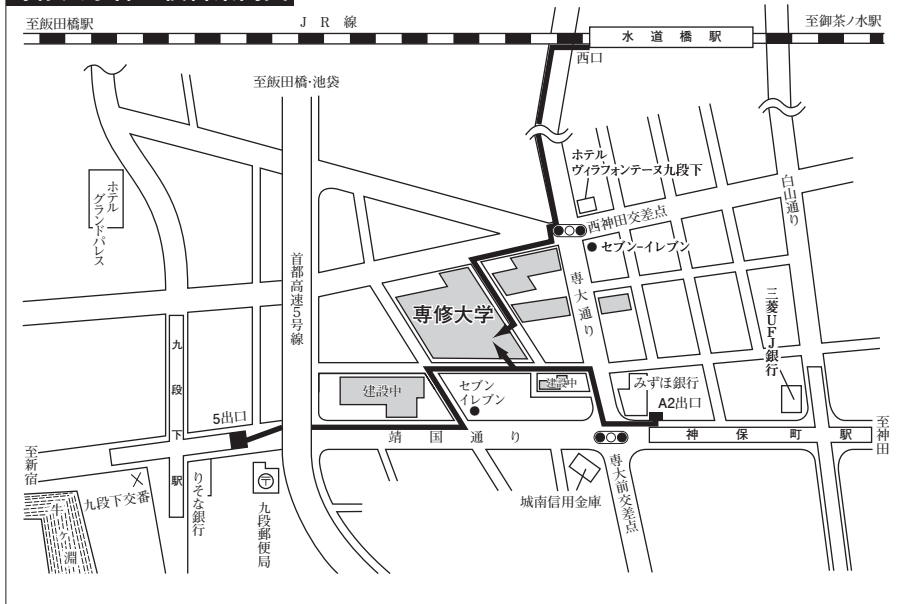 至飯田橋駅
JR線
至御茶ノ水駅
水道橋駅
西口
至飯田橋・池袋
ホテル
ヴィラフォンテーヌ九段下
ホテル
グランドパレス
白山通り
西神田交差点
セブン-イレブン
首都高速5号線
専大通り
専修大学
三菱UFJ銀行
九段下駅
建設中
セブン
イレブン
建設中
みずほ銀行
A2出口
5出口
靖国通り
神保町駅
至神田
至新宿
九段下交番
りそな銀行
〒
九段郵便局
城南信用金庫
専大前交差点
牛ヶ淵